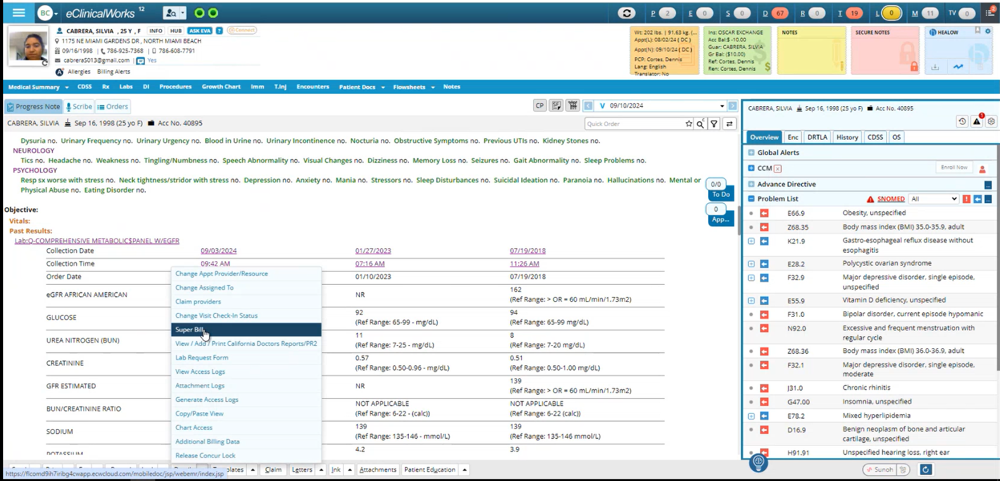 BC eClinicalWorks 12 P 2 E 0 S 0 D 67 R 0 T 19 L 0 M 11 TV 0 2
CABRERA, SILVIA , 25 Y , F INFO HUB ASK EVA ? Connect
1175 NE MIAMI GARDENS DR , NORTH MIAMI BEACH
09/16/1998 786-925-7368 786-608-7791
cabrera5013@gmail.com Yes
Allergies Billing Alerts
Wt: 202 lbs. | 91.63 kg. (...
Appt(L): 08/02/24 ( DC )
Appt(N): 09/10/24 ( DC )
PCP: Cortes, Dennis
Lang: English
Translator: No
Ins: OSCAR EXCHANGE
Acc Bal:$ -10.00
Guar: CABRERA, SILVIA
Gr Bal: ($10.00)
Ref: Cortes, Dennis
Ren: Cortes, Dennis
NOTES
SECURE NOTES
HEALOW
Medical Summary CDSS Rx Labs DI Procedures Growth Chart Imm T.Inj Encounters Patient Docs Flowsheets Notes
Progress Note Scribe Orders CP SF V 09/10/2024
CABRERA, SILVIA Sep 16, 1998 (25 yo F) Acc No. 40895 Quick Order
Dysuria no. Urinary Frequency no. Urinary Urgency no. Blood in Urine no. Urinary Incontinence no. Nocturia no. Obstructive Symptoms no. Previous UTIs no. Kidney Stones no.
NEUROLOGY
Tics no. Headache no. Weakness no. Tingling/Numbness no. Speech Abnormality no. Visual Changes no. Dizziness no. Memory Loss no. Seizures no. Gait Abnormality no. Sleep Problems no.
PSYCHOLOGY
Resp sx worse with stress no. Neck tightness/stridor with stress no. Depression no. Anxiety no. Mania no. Stressors no. Sleep Disturbances no. Suicidal Ideation no. Paranoia no. Hallucinations no. Mental or
Physical Abuse no. Eating Disorder no.
0/0
To Do
0
App...
Objective:
Vitals:
Past Results:
Lab:Q-COMPREHENSIVE METABOLIC$PANEL W/EGFR
Collection Date 09/03/2024 01/27/2023 07/19/2018
Collection Time 09:42 AM 07:16 AM 11:26 AM
Order Date 01/10/2023 07/19/2018
eGFR AFRICAN AMERICAN NR 162
(Ref Range: > OR = 60 mL/min/1.73m2)
GLUCOSE 92 94
(Ref Range: 65-99 - mg/dL) (Ref Range: 65-99 mg/dL)
UREA NITROGEN (BUN) 11 8
(Ref Range: 7-25 - mg/dL) (Ref Range: 7-20 mg/dL)
CREATININE 0.57 0.51
(Ref Range: 0.50-0.96 - mg/dL) (Ref Range: 0.50-1.00 mg/dL)
GFR ESTIMATED NR 139
(Ref Range: > OR = 60 mL/min/1.73m2)
BUN/CREATININE RATIO NOT APPLICABLE NOT APPLICABLE
(Ref Range: 6-22 - (calc)) (Ref Range: 6-22 (calc))
SODIUM 139 139
(Ref Range: 135-146 - mmol/L) (Ref Range: 135-146 mmol/L)
POTASSIUM 4.2 3.9
Change Appt Provider/Resource
Change Assigned To
Claim providers
Change Visit Check-In Status
Super Bill
View / Add / Print California Doctors Reports/PR2
Lab Request Form
View Access Logs
Attachment Logs
Generate Access Logs
Copy/Paste View
Chart Access
Additional Billing Data
Release Concur Lock
Templates Claim Letters Ink Attachments Patient Education
https://flcomd9ih7iribg4cwapp.ecwcloud.com/mobiledoc/jsp/webemr/index.jsp
CABRERA, SILVIA Sep 16, 1998 (25 yo F) Acc No. 40895
1
Overview Enc DRTLA History CDSS OS
Global Alerts
CCM Enroll Now
Advance Directive
Problem List SNOMED All
E66.9 Obesity, unspecified
Z68.35 Body mass index (BMI) 35.0-35.9, adult
K21.9 Gastro-esophageal reflux disease without
esophagitis
E28.2 Polycystic ovarian syndrome
F32.9 Major depressive disorder, single episode,
unspecified
E55.9 Vitamin D deficiency, unspecified
F31.0 Bipolar disorder, current episode hypomanic
N92.0 Excessive and frequent menstruation with
regular cycle
Z68.36 Body mass index (BMI) 36.0-36.9, adult
F32.1 Major depressive disorder, single episode,
moderate
J31.0 Chronic rhinitis
G47.00 Insomnia, unspecified
E78.2 Mixed hyperlipidemia
D16.9 Benign neoplasm of bone and articular
cartilage, unspecified
H91.91 Unspecified hearing loss, right ear
Sunoh